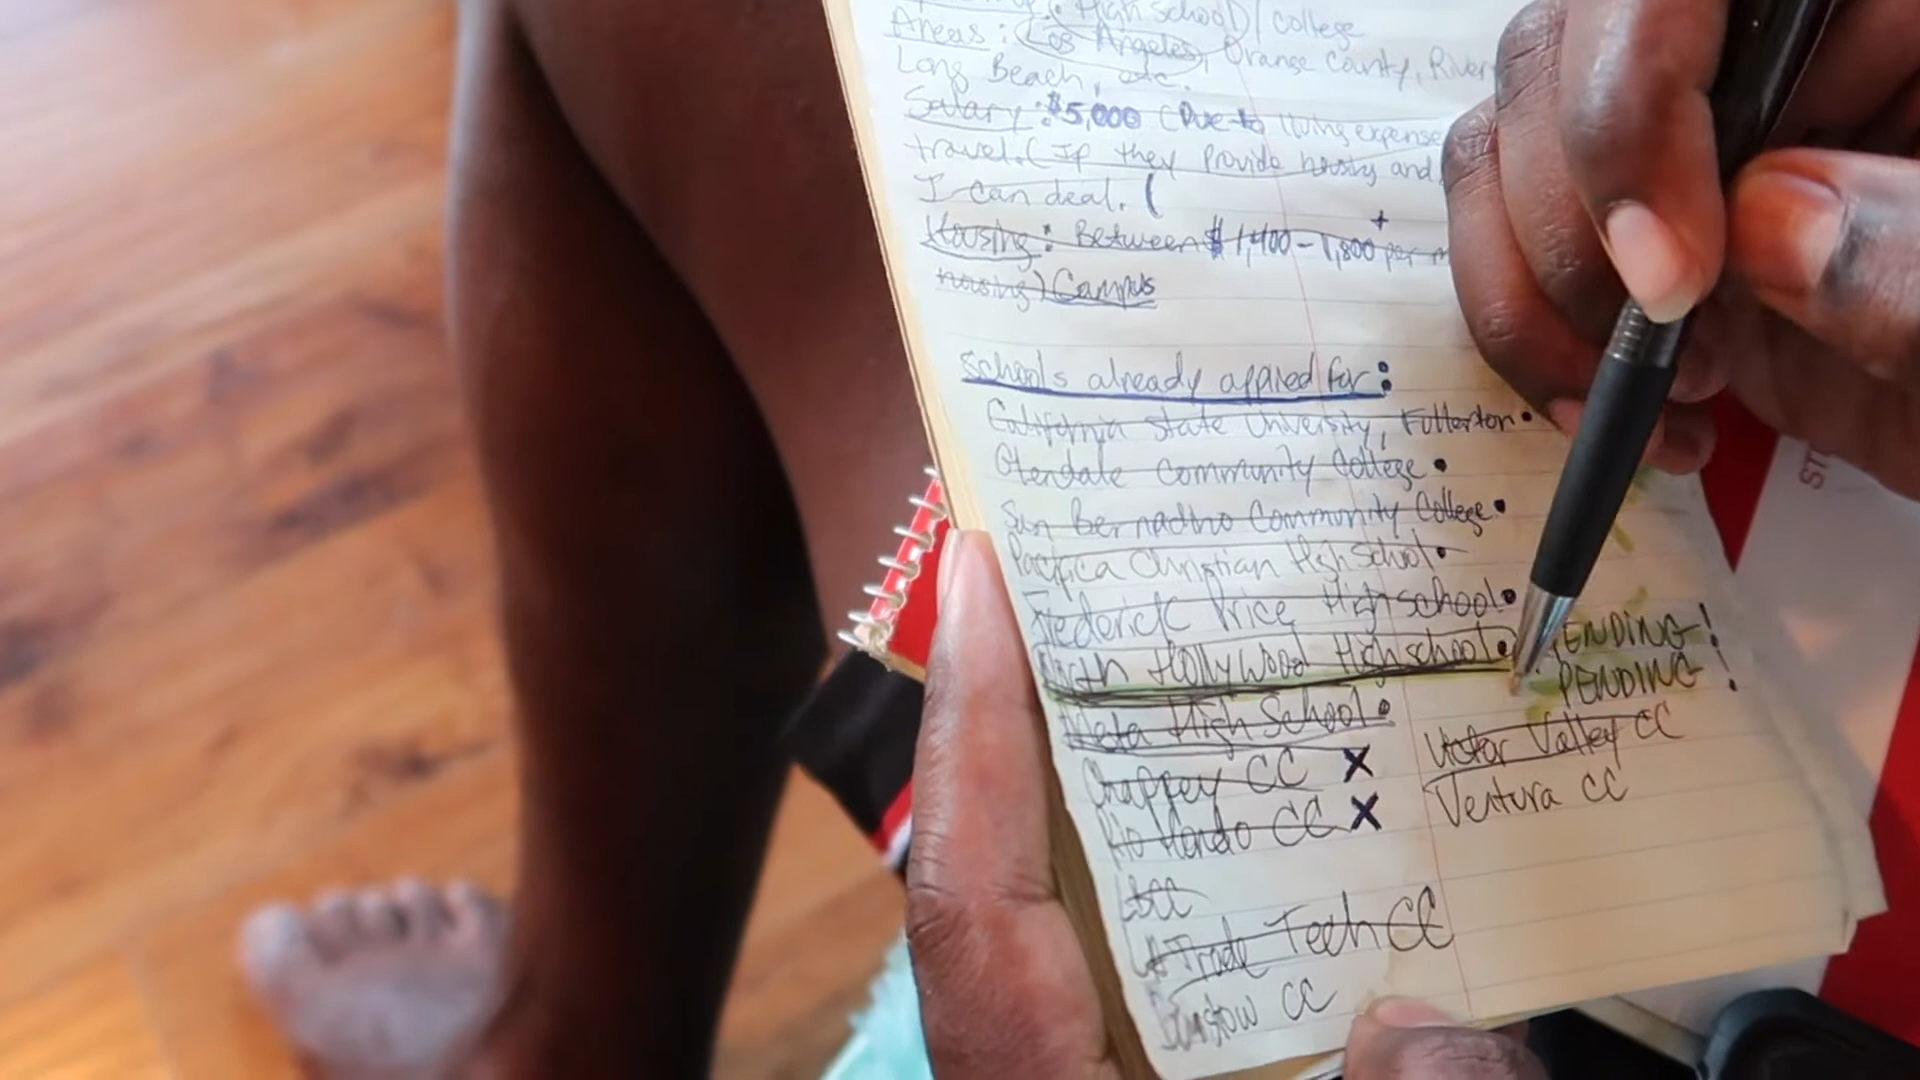 High School / College
Areas: Los Angeles, Orange County, River
Long Beach, etc.
Salary: $5,000 (Due to living expense
travel. (If they provide housing and
I can deal. (
Housing: Between $1,400 - 1,800+ per m
housing) Campus
Schools already applied for:
California State University, Fullerton •
Glendale Community College •
San Bernadino Community College •
Pacifica Christian High School •
Frederick Price High school •
North Hollywood High school • PENDING!
PENDING!
High School •
Victor Valley CC
Chaffey CC X
Ventura CC
Rio Hondo CC X
LBCC
LA Trade Tech CC
Barstow CC
ST